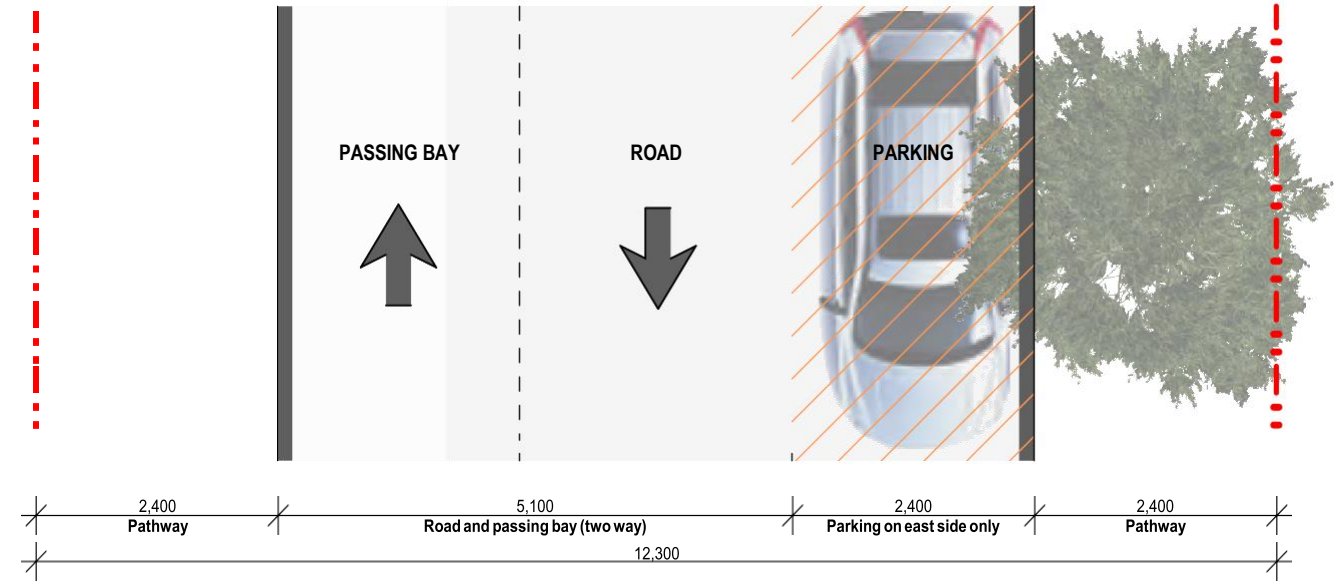 PASSING BAY
ROAD
PARKING
2,400
Pathway
5,100
Road and passing bay (two way)
2,400
Parking on east side only
2,400
Pathway
12,300